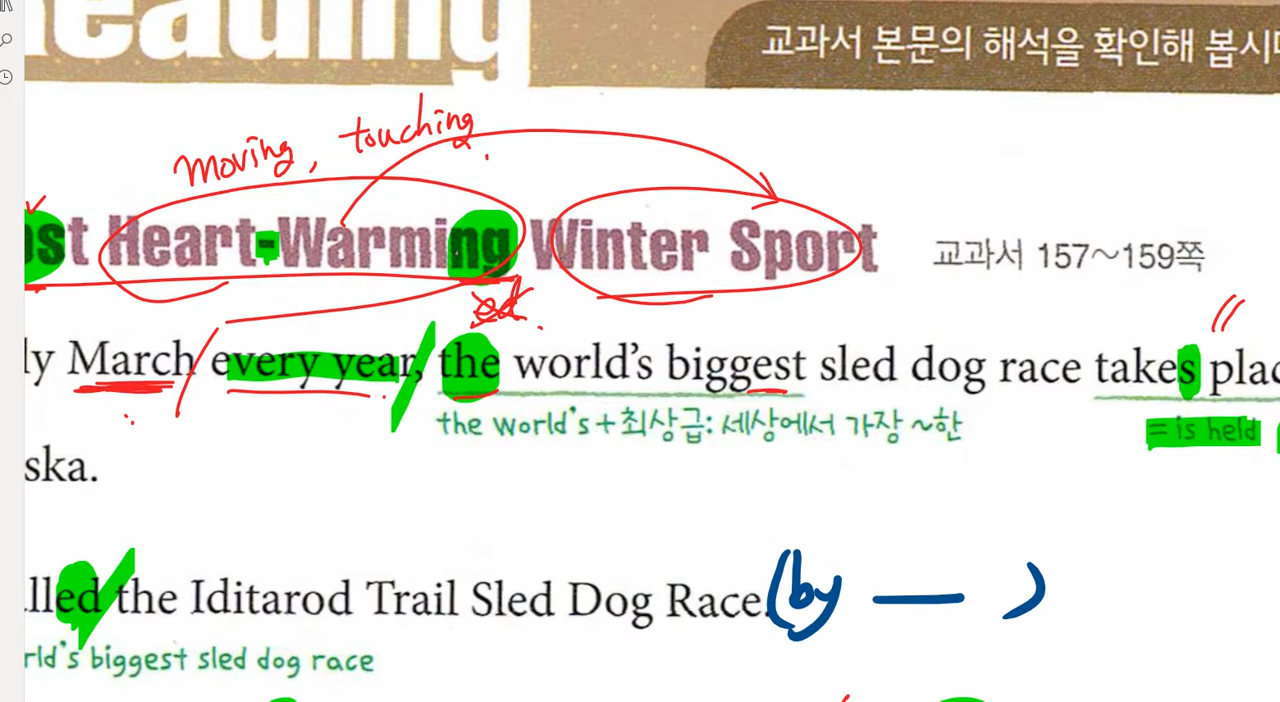 eading
교과서 본문의 해석을 확인해 봅시
moving, touching.
ost Heart-Warming Winter Sport 교과서 157~159쪽
ed
ly March every year, the world's biggest sled dog race takes plac
the world's+최상급: 세상에서 가장 ~한
= is held
ska.
lled the Iditarod Trail Sled Dog Race. (by — )
rld's biggest sled dog race